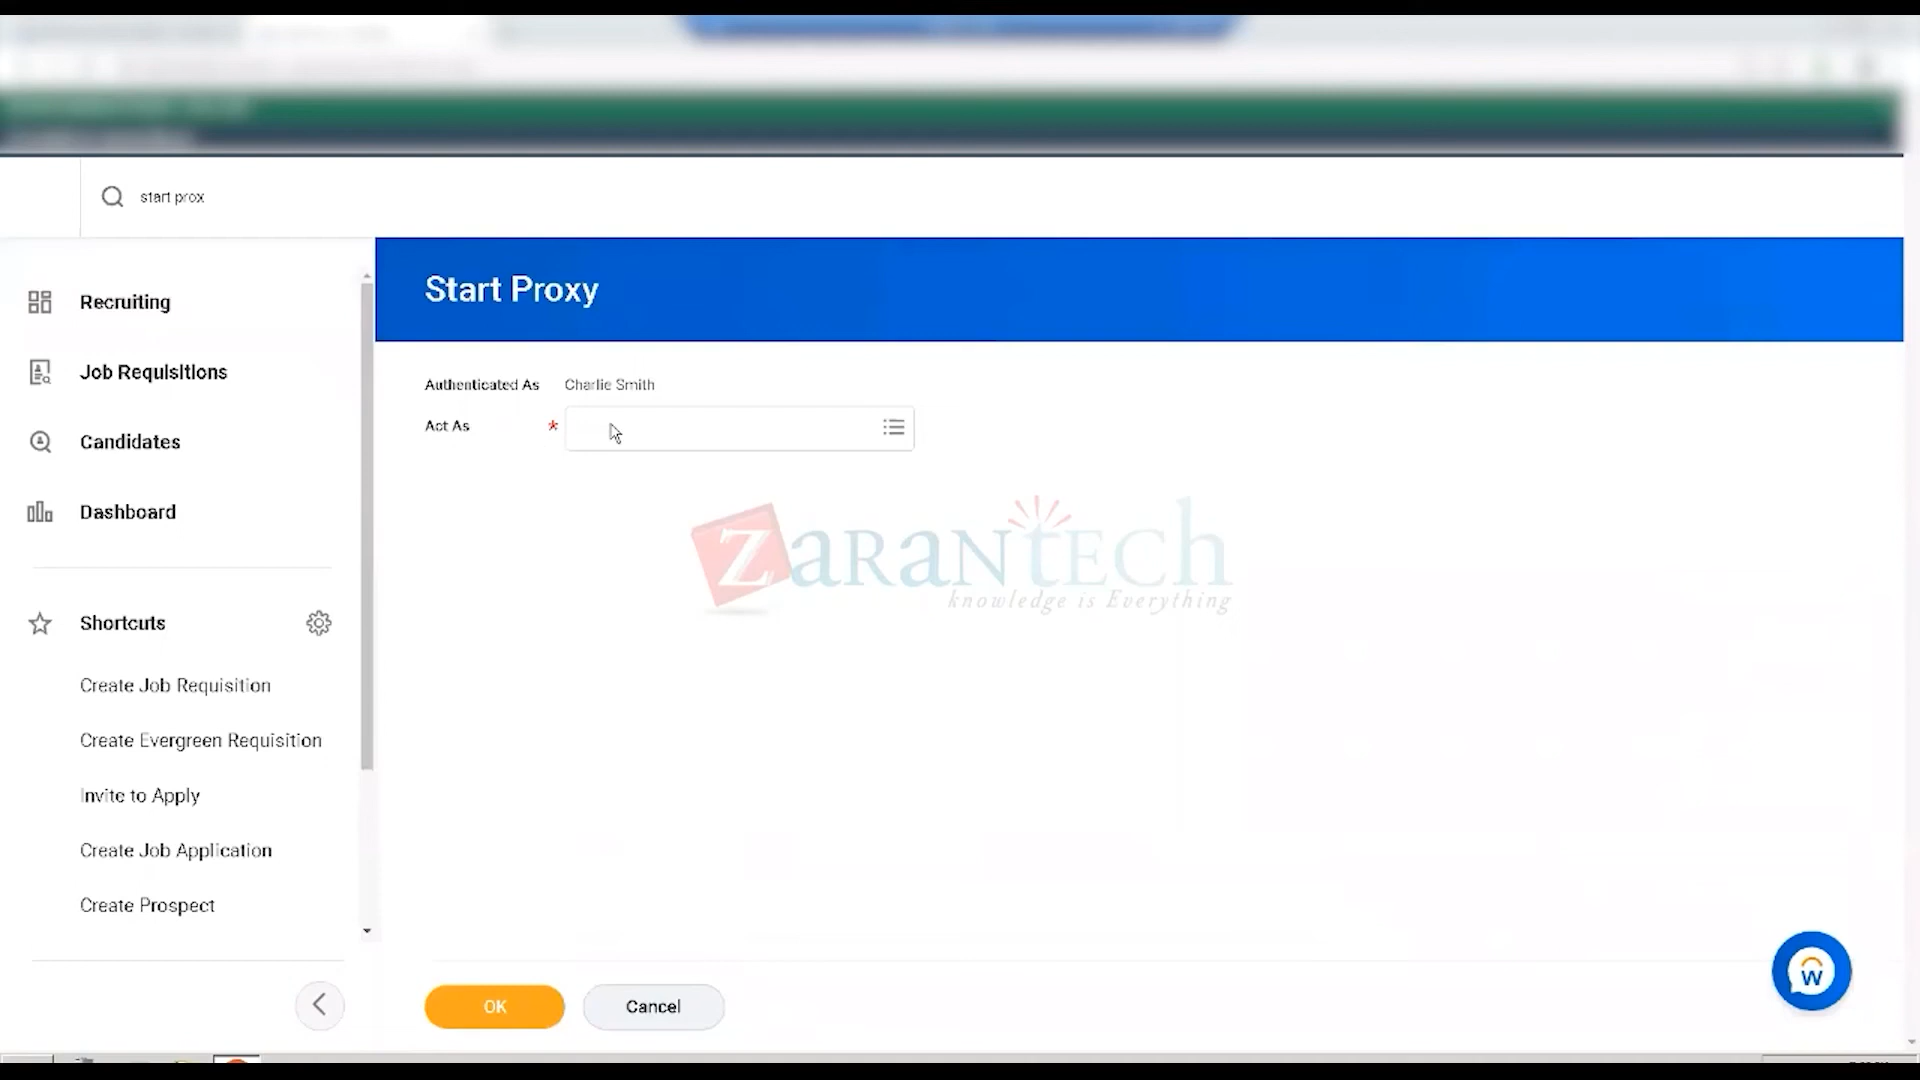 start prox
Recruiting
Job Requisitions
Candidates
Dashboard
Shortcuts
Create Job Requisition
Create Evergreen Requisition
Invite to Apply
Create Job Application
Create Prospect
Start Proxy
Authenticated As Charlie Smith
Act As *
ZaranTech
knowledge is Everything
OK Cancel
W